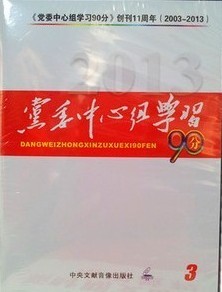 《党委中心组学习90分》创刊11周年（2003-2013）
2013
党委中心组学习
90分
DANGWEIZHONGXINZUXUEXI90FEN
中央文献音像出版社
3